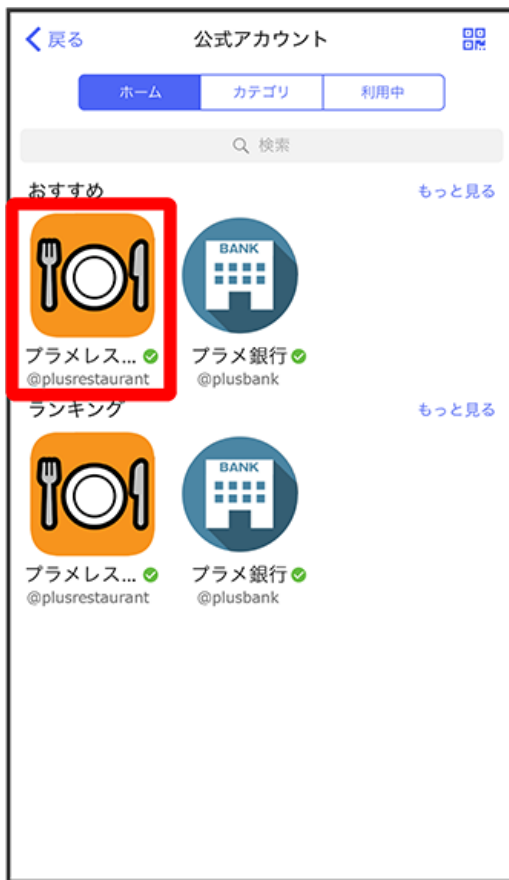 戻る 公式アカウント
ホーム カテゴリ 利用中
検索
おすすめ もっと見る
BANK
プラメレス... プラメ銀行
@plusrestaurant @plusbank
ランキング もっと見る
BANK
プラメレス... プラメ銀行
@plusrestaurant @plusbank